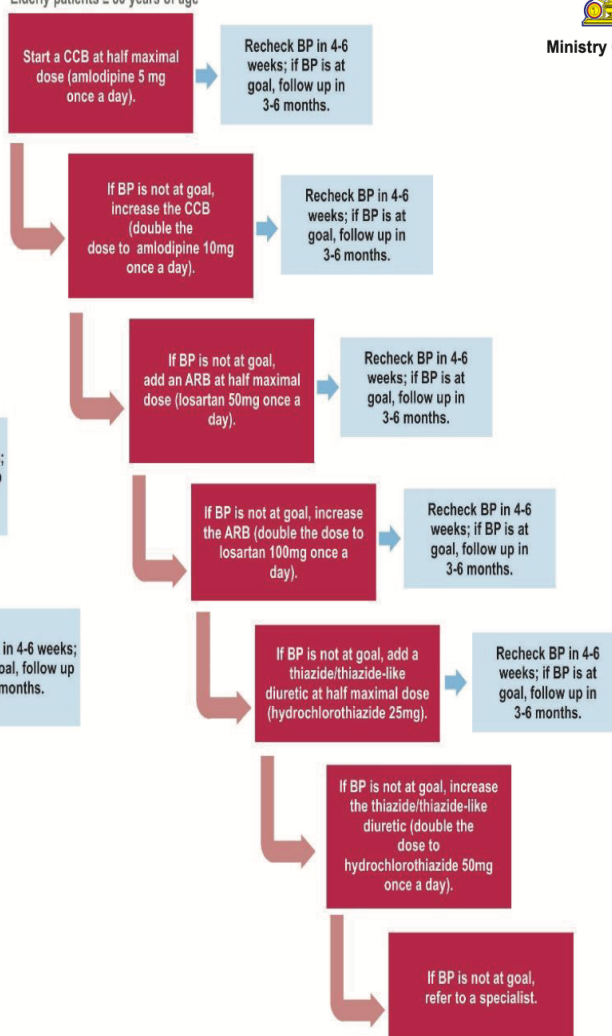 Elderly patients ≥ 60 years of age
Ministry
Start a CCB at half maximal
dose (amlodipine 5 mg
once a day).
Recheck BP in 4-6
weeks; if BP is at
goal, follow up in
3-6 months.
If BP is not at goal,
increase the CCB
(double the
dose to amlodipine 10mg
once a day).
Recheck BP in 4-6
weeks; if BP is at
goal, follow up in
3-6 months.
If BP is not at goal,
add an ARB at half maximal
dose (losartan 50mg once a
day).
Recheck BP in 4-6
weeks; if BP is at
goal, follow up in
3-6 months.
;
If BP is not at goal, increase
the ARB (double the dose to
losartan 100mg once a
day).
Recheck BP in 4-6
weeks; if BP is at
goal, follow up in
3-6 months.
in 4-6 weeks;
oal, follow up
months.
If BP is not at goal, add a
thiazide/thiazide-like
diuretic at half maximal dose
(hydrochlorothiazide 25mg).
Recheck BP in 4-6
weeks; if BP is at
goal, follow up in
3-6 months.
If BP is not at goal, increase
the thiazide/thiazide-like
diuretic (double the
dose to
hydrochlorothiazide 50mg
once a day).
If BP is not at goal,
refer to a specialist.